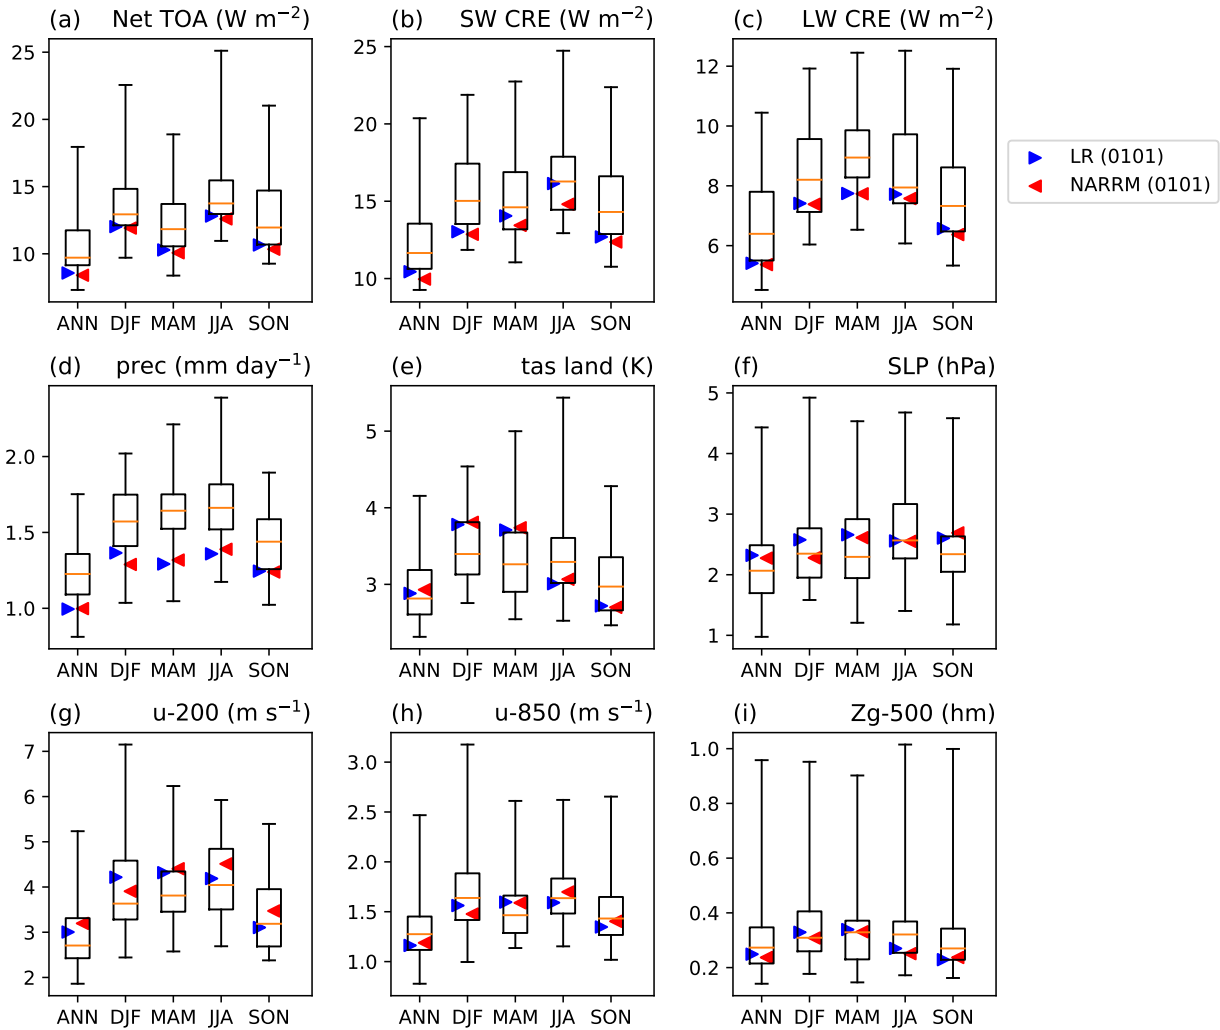 (a) Net TOA (W m⁻²)
25
20
15
10
ANN DJF MAM JJA SON
(b) SW CRE (W m⁻²)
25
20
15
10
ANN DJF MAM JJA SON
(c) LW CRE (W m⁻²)
12
10
8
6
ANN DJF MAM JJA SON
LR (0101)
NARRM (0101)
(d) prec (mm day⁻¹)
2.0
1.5
1.0
ANN DJF MAM JJA SON
(e) tas land (K)
5
4
3
ANN DJF MAM JJA SON
(f) SLP (hPa)
5
4
3
2
1
ANN DJF MAM JJA SON
(g) u-200 (m s⁻¹)
7
6
5
4
3
2
ANN DJF MAM JJA SON
(h) u-850 (m s⁻¹)
3.0
2.5
2.0
1.5
1.0
ANN DJF MAM JJA SON
(i) Zg-500 (hm)
1.0
0.8
0.6
0.4
0.2
ANN DJF MAM JJA SON